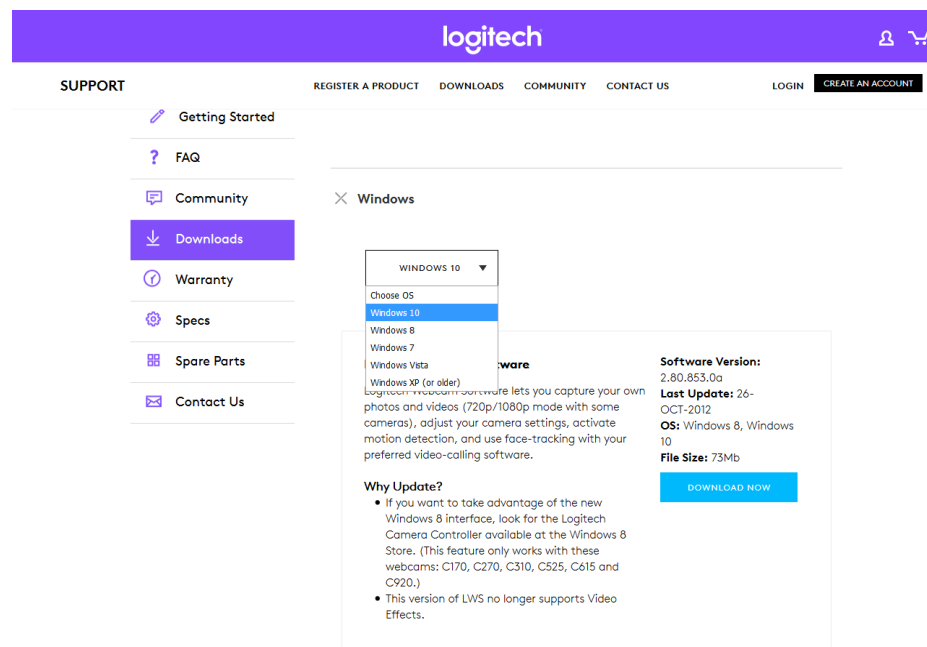 logitech
SUPPORT
REGISTER A PRODUCT
DOWNLOADS
COMMUNITY
CONTACT US
LOGIN
CREATE AN ACCOUNT
Getting Started
FAQ
Community
Downloads
Warranty
Specs
Spare Parts
Contact Us
Windows
WINDOWS 10
Choose OS
Windows 10
Windows 8
Windows 7
Windows Vista
Windows XP (or older)
Logitech Webcam Software lets you capture your own
photos and videos (720p/1080p mode with some
cameras), adjust your camera settings, activate
motion detection, and use face-tracking with your
preferred video-calling software.
Why Update?
• If you want to take advantage of the new
Windows 8 interface, look for the Logitech
Camera Controller available at the Windows 8
Store. (This feature only works with these
webcams: C170, C270, C310, C525, C615 and
C920.)
• This version of LWS no longer supports Video
Effects.
Software Version:
2.80.853.0a
Last Update: 26-
OCT-2012
OS: Windows 8, Windows
10
File Size: 73Mb
DOWNLOAD NOW